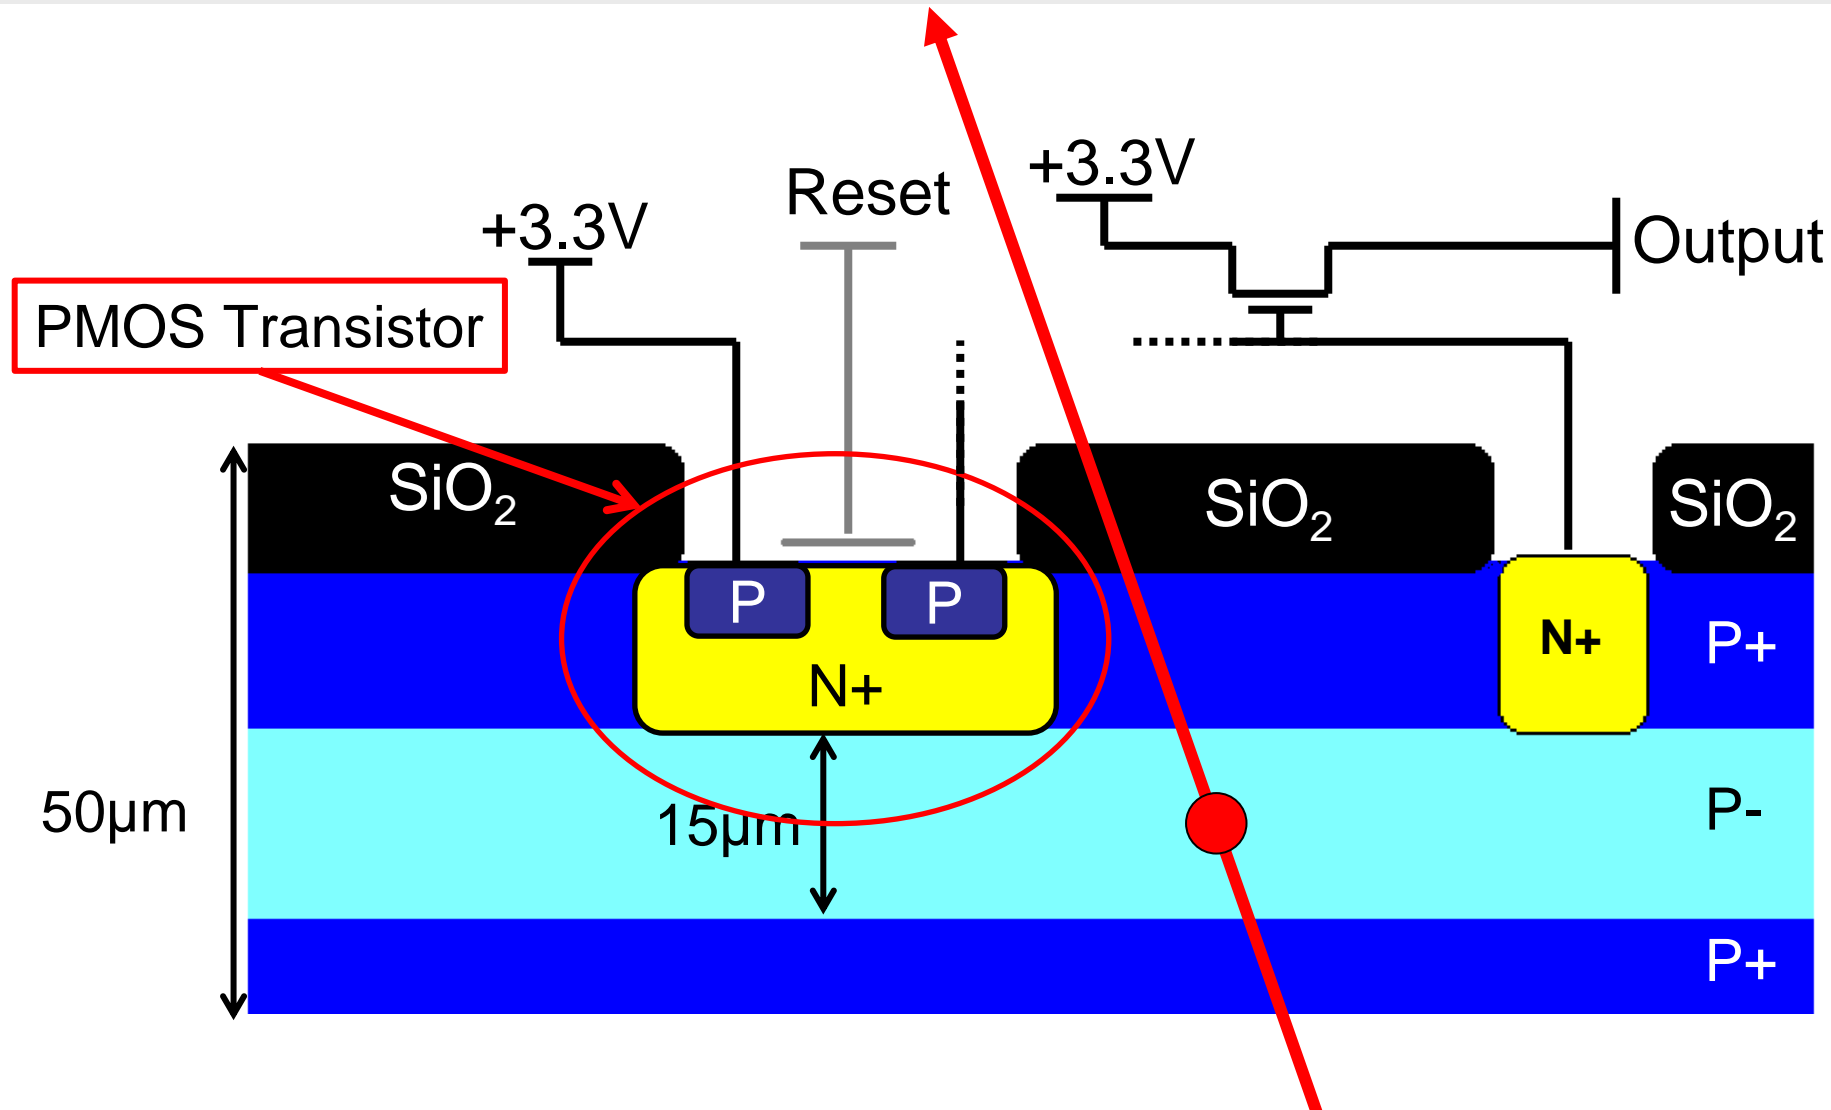 +3.3V
Reset
+3.3V
Output
PMOS Transistor
SiO₂
SiO₂
SiO₂
P
P
N+
N+
P+
50μm
15μm
P-
P+